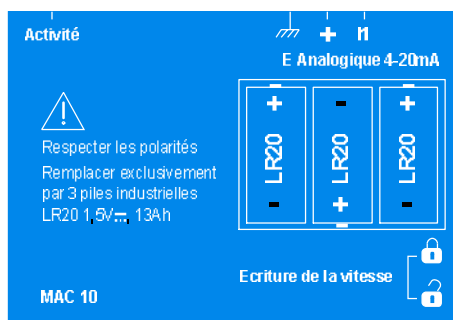 Activité
+ n
E Analogique 4-20mA
+ - +
LR20 LR20 LR20
- + -
Respecter les polarités
Remplacer exclusivement
par 3 piles industrielles
LR20 1,5V⎓, 13Ah
Ecriture de la vitesse
MAC 10